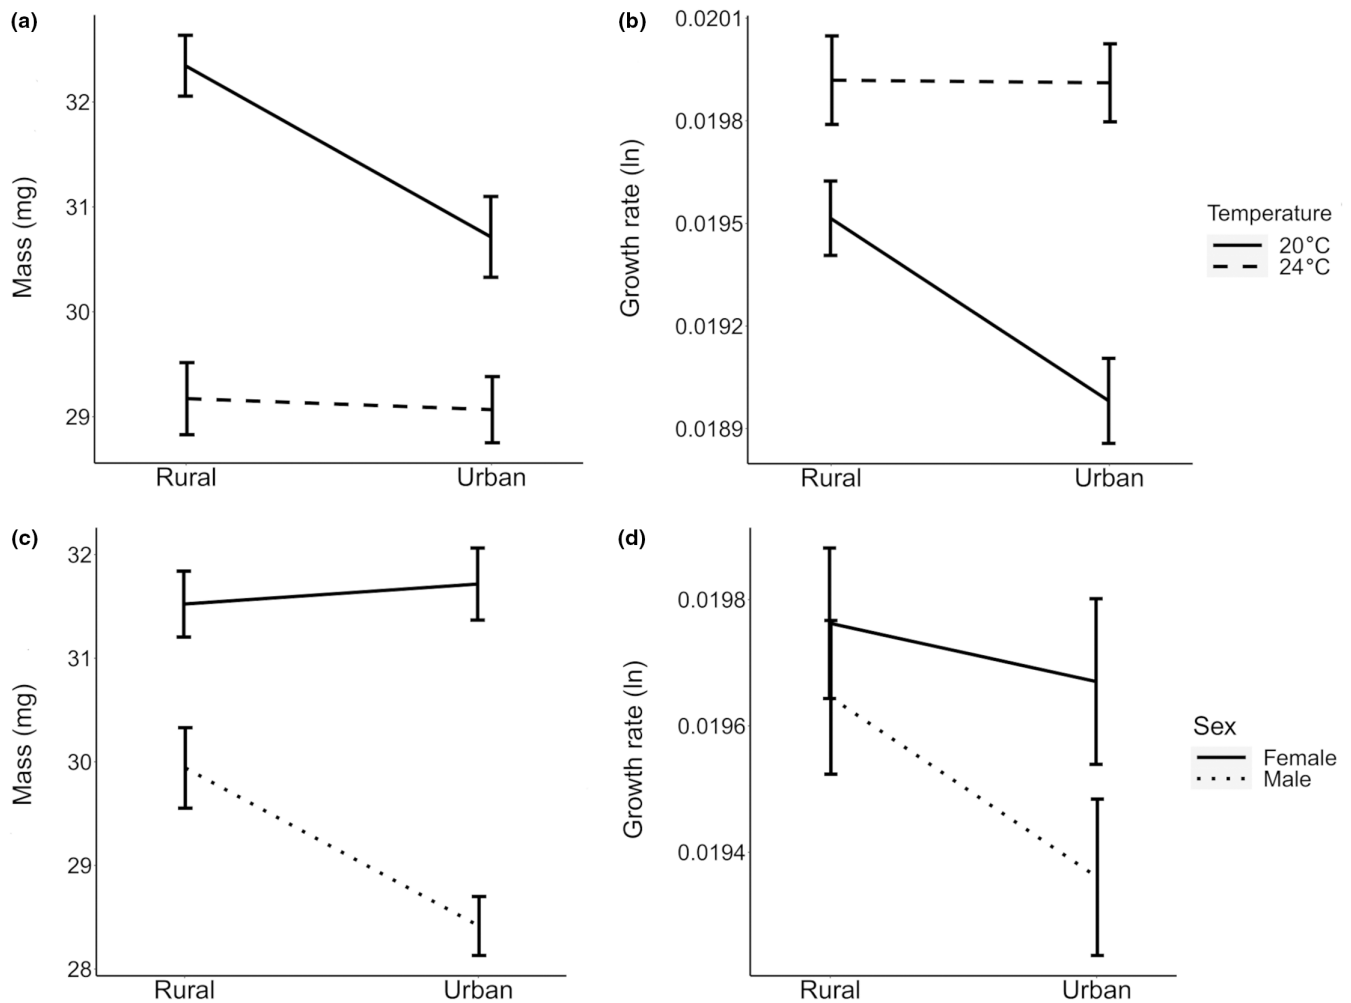 (a)
Mass (mg)
32
31
30
29
Rural Urban
(b)
Growth rate (ln)
0.0201
0.0198
0.0195
0.0192
0.0189
Rural Urban
Temperature
20°C
24°C
(c)
Mass (mg)
32
31
30
29
28
Rural Urban
(d)
Growth rate (ln)
0.0198
0.0196
0.0194
Rural Urban
Sex
Female
Male